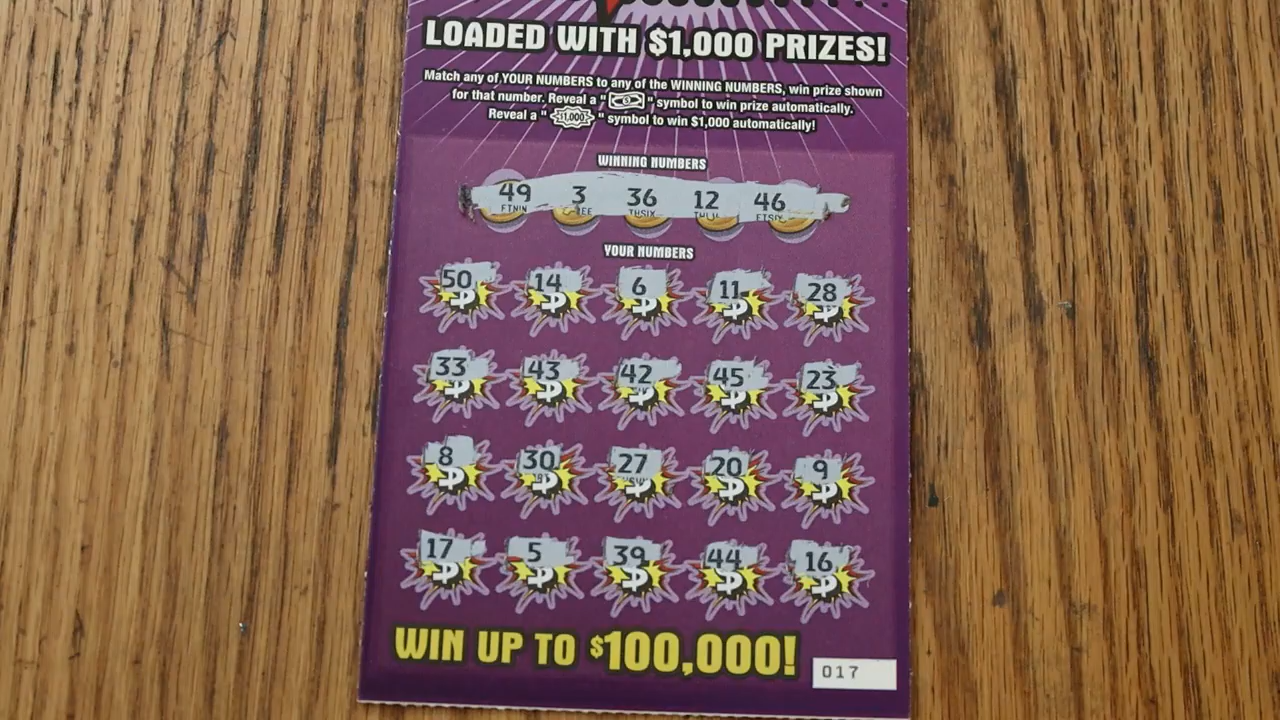 LOADED WITH $1,000 PRIZES!
Match any of YOUR NUMBERS to any of the WINNING NUMBERS, win prize shown
for that number. Reveal a " " symbol to win prize automatically.
Reveal a " $1,000 " symbol to win $1,000 automatically!
WINNING NUMBERS
49 3 36 12 46
THSIX
YOUR NUMBERS
50 14 6 11 28
33 43 42 45 23
8 30 27 20 9
17 5 39 44 16
WIN UP TO $100,000!
017